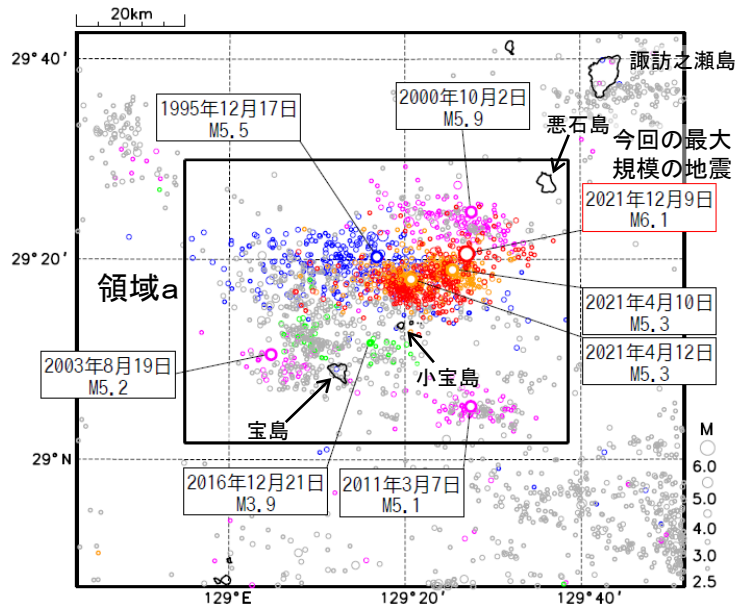 20km
29°40'
諏訪之瀬島
1995年12月17日
M5.5
2000年10月2日
M5.9
悪石島
今回の最大
規模の地震
2021年12月9日
M6.1
29°20'
領域a
2021年4月10日
M5.3
2021年4月12日
M5.3
2003年8月19日
M5.2
小宝島
宝島
29°N
2016年12月21日
M3.9
2011年3月7日
M5.1
M
6.0
5.0
4.0
3.0
2.5
129°E
129°20'
129°40'